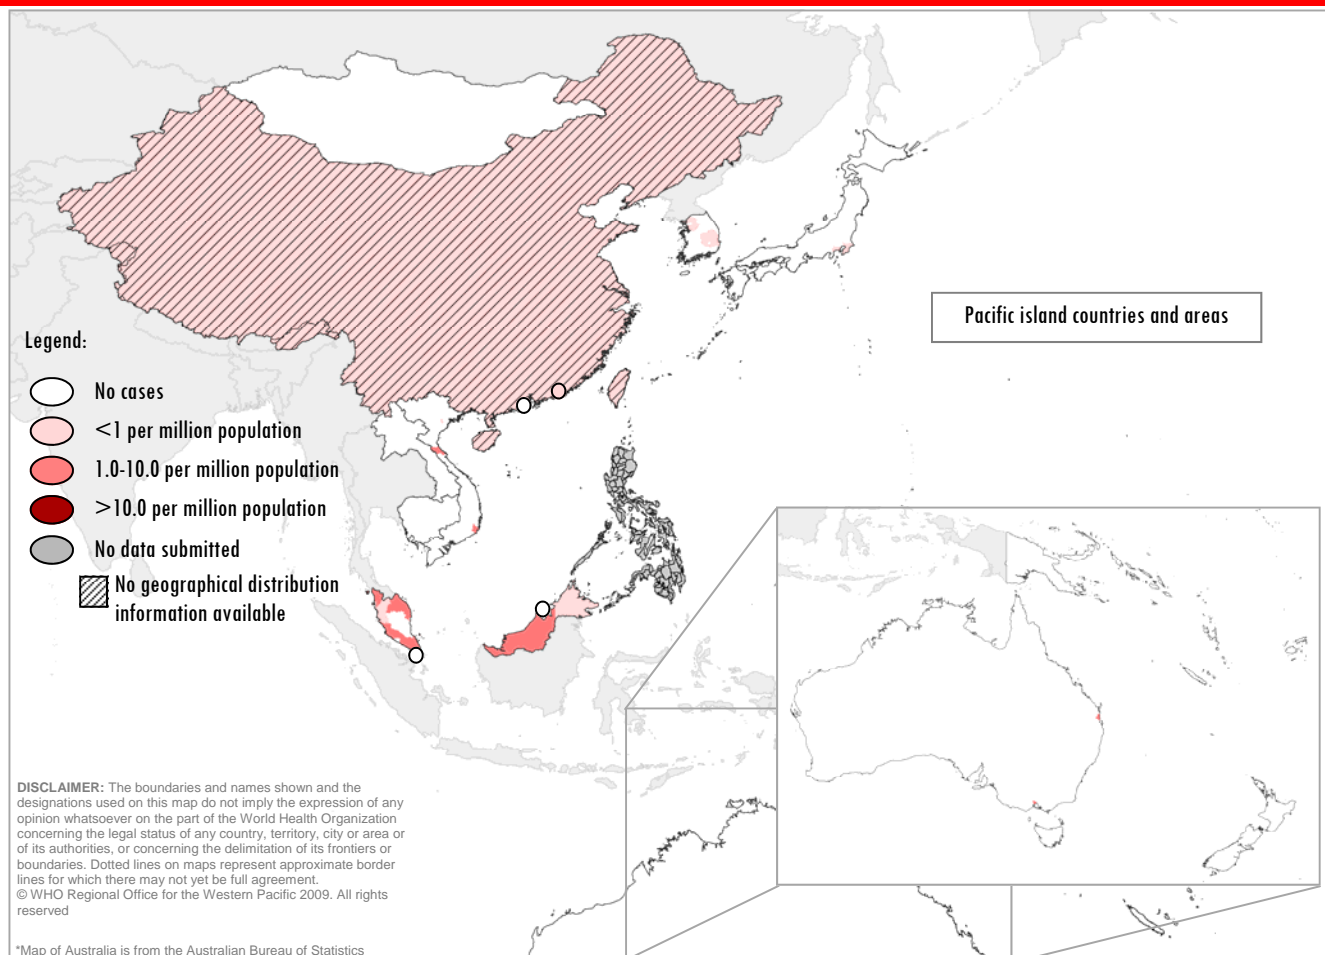 Pacific island countries and areas
Legend:
No cases
<1 per million population
1.0-10.0 per million population
>10.0 per million population
No data submitted
No geographical distribution
information available
DISCLAIMER: The boundaries and names shown and the
designations used on this map do not imply the expression of any
opinion whatsoever on the part of the World Health Organization
concerning the legal status of any country, territory, city or area or
of its authorities, or concerning the delimitation of its frontiers or
boundaries. Dotted lines on maps represent approximate border
lines for which there may not yet be full agreement.
© WHO Regional Office for the Western Pacific 2009. All rights
reserved
*Map of Australia is from the Australian Bureau of Statistics